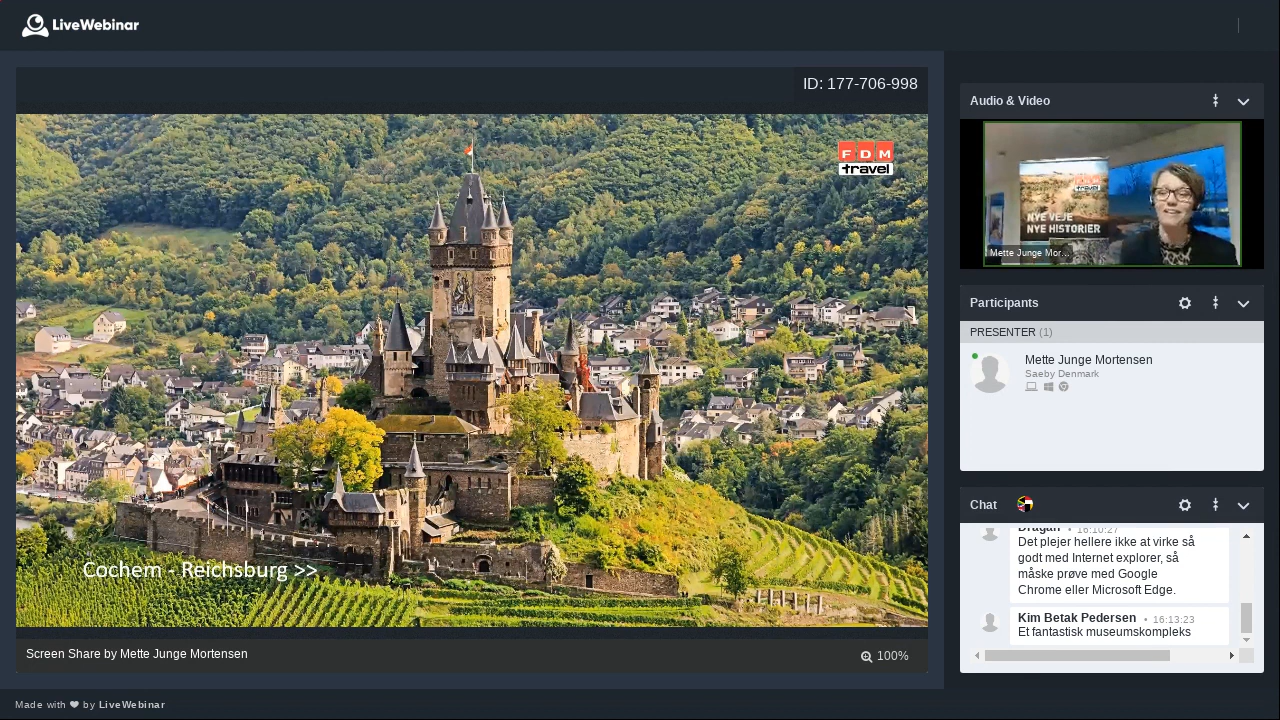 LiveWebinar
ID: 177-706-998
FDM
travel
Cochem - Reichsburg >>
Screen Share by Mette Junge Mortensen
100%
Audio & Video
travel
NYE VEJE
NYE HISTORIER
Mette Junge Mor...
Participants
PRESENTER (1)
Mette Junge Mortensen
Saeby Denmark
Chat
Dragan • 16:10:27
Det plejer hellere ikke at virke så
godt med Internet explorer, så
måske prøve med Google
Chrome eller Microsoft Edge.
Kim Betak Pedersen • 16:13:23
Et fantastisk museumskompleks
Made with ❤ by LiveWebinar